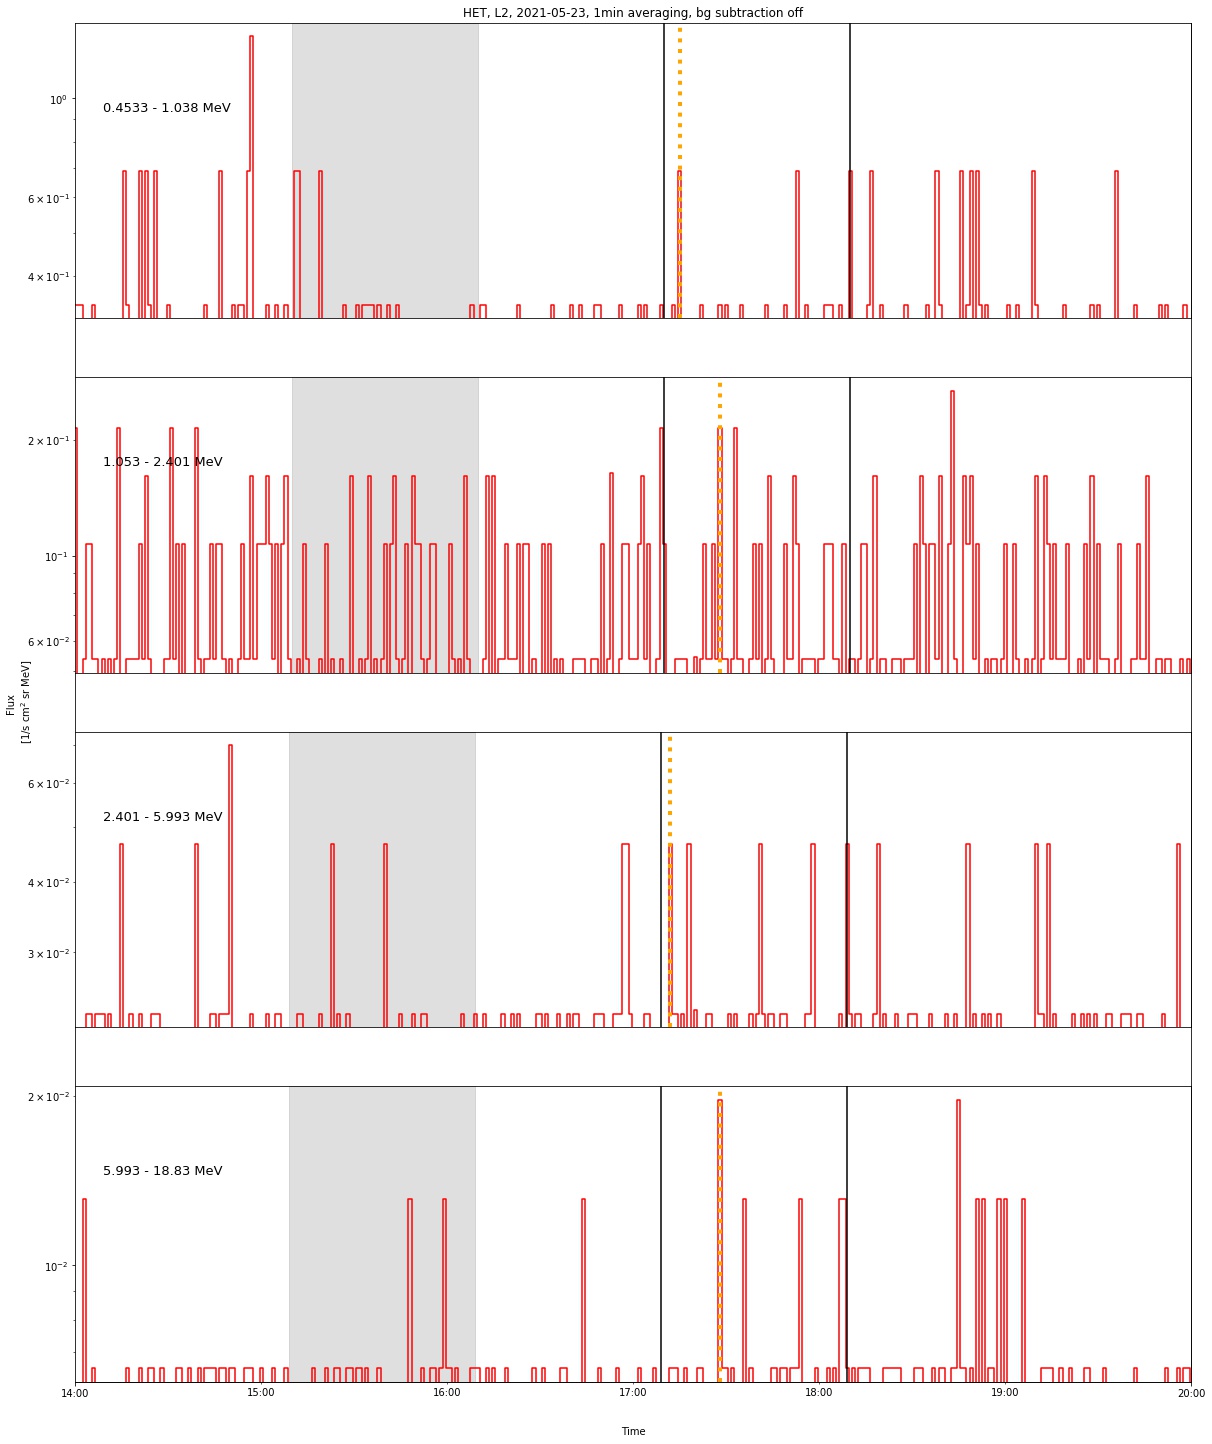 HET, L2, 2021-05-23, 1min averaging, bg subtraction off
10⁰
0.4533 - 1.038 MeV
6 × 10⁻¹
4 × 10⁻¹
2 × 10⁻¹
1.053 - 2.401 MeV
10⁻¹
6 × 10⁻²
Flux
[1/s cm² sr MeV]
6 × 10⁻²
2.401 - 5.993 MeV
4 × 10⁻²
3 × 10⁻²
2 × 10⁻²
5.993 - 18.83 MeV
10⁻²
14:00 15:00 16:00 17:00 18:00 19:00 20:00
Time